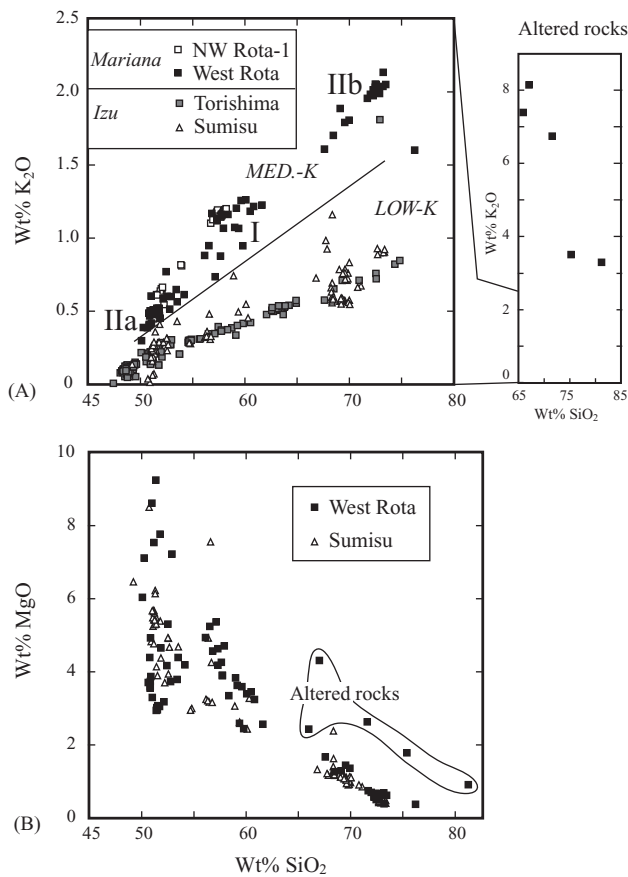 (A)
Wt% K2O
2.5
2.0
1.5
1.0
0.5
0
45 50 60 70 80
Mariana
NW Rota-1
West Rota
Izu
Torishima
Sumisu
IIb
MED.-K
LOW-K
I
IIa
Altered rocks
Wt% K2O
8
6
4
2
0
65 75 85
Wt% SiO2
(B)
Wt% MgO
10
8
6
4
2
0
West Rota
Sumisu
Altered rocks
45 50 60 70 80
Wt% SiO2